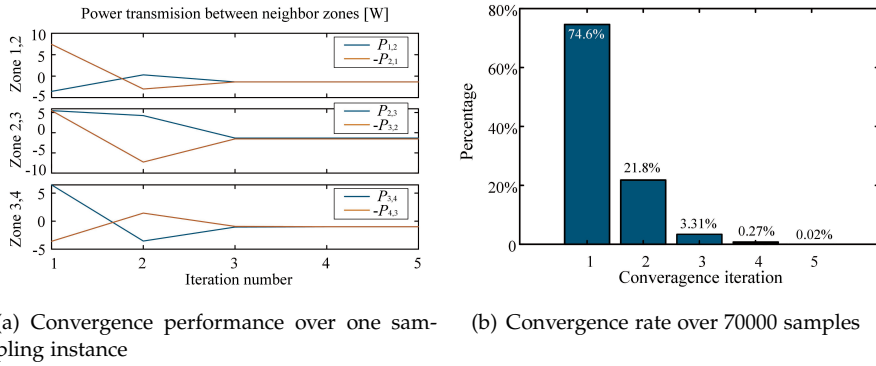 Power transmision between neighbor zones [W]
Zone 1,2
10
5
0
-5
P1,2
-P2,1
Zone 2,3
5
0
-5
-10
P2,3
-P3,2
Zone 3,4
5
0
-5
P3,4
-P4,3
1 2 3 4 5
Iteration number
Percentage
80%
60%
40%
20%
0
74.6%
21.8%
3.31%
0.27%
0.02%
1 2 3 4 5
Converagence iteration
(a) Convergence performance over one sam-
pling instance
(b) Convergence rate over 70000 samples